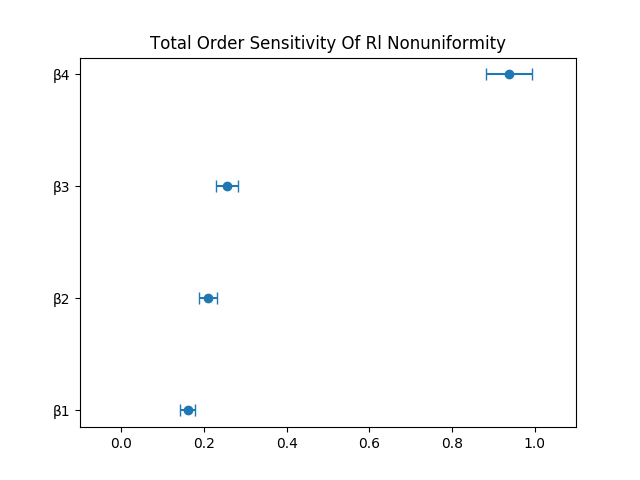 Total Order Sensitivity Of Rl Nonuniformity
β4
β3
β2
β1
0.0 0.2 0.4 0.6 0.8 1.0